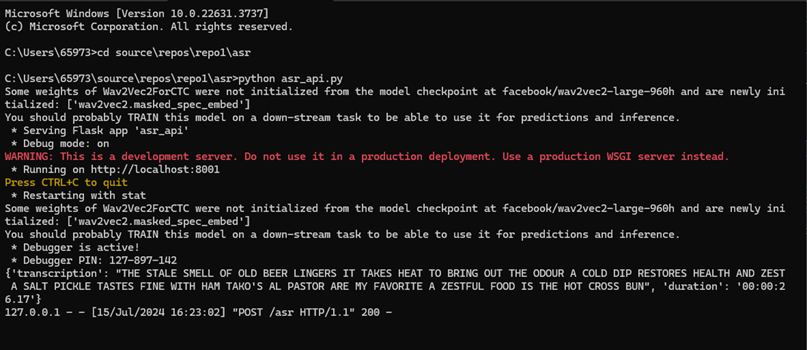 Microsoft Windows [Version 10.0.22631.3737]
(c) Microsoft Corporation. All rights reserved.
C:\Users\65973>cd source\repos\repo1\asr
C:\Users\65973\source\repos\repo1\asr>python asr_api.py
Some weights of Wav2Vec2ForCTC were not initialized from the model checkpoint at facebook/wav2vec2-large-960h and are newly ini
tialized: ['wav2vec2.masked_spec_embed']
You should probably TRAIN this model on a down-stream task to be able to use it for predictions and inference.
 * Serving Flask app 'asr_api'
 * Debug mode: on
WARNING: This is a development server. Do not use it in a production deployment. Use a production WSGI server instead.
 * Running on http://localhost:8001
Press CTRL+C to quit
 * Restarting with stat
Some weights of Wav2Vec2ForCTC were not initialized from the model checkpoint at facebook/wav2vec2-large-960h and are newly ini
tialized: ['wav2vec2.masked_spec_embed']
You should probably TRAIN this model on a down-stream task to be able to use it for predictions and inference.
 * Debugger is active!
 * Debugger PIN: 127-897-142
{'transcription': "THE STALE SMELL OF OLD BEER LINGERS IT TAKES HEAT TO BRING OUT THE ODOUR A COLD DIP RESTORES HEALTH AND ZEST
 A SALT PICKLE TASTES FINE WITH HAM TAKO'S AL PASTOR ARE MY FAVORITE A ZESTFUL FOOD IS THE HOT CROSS BUN", 'duration': '00:00:2
6.17'}
127.0.0.1 - - [15/Jul/2024 16:23:02] "POST /asr HTTP/1.1" 200 -